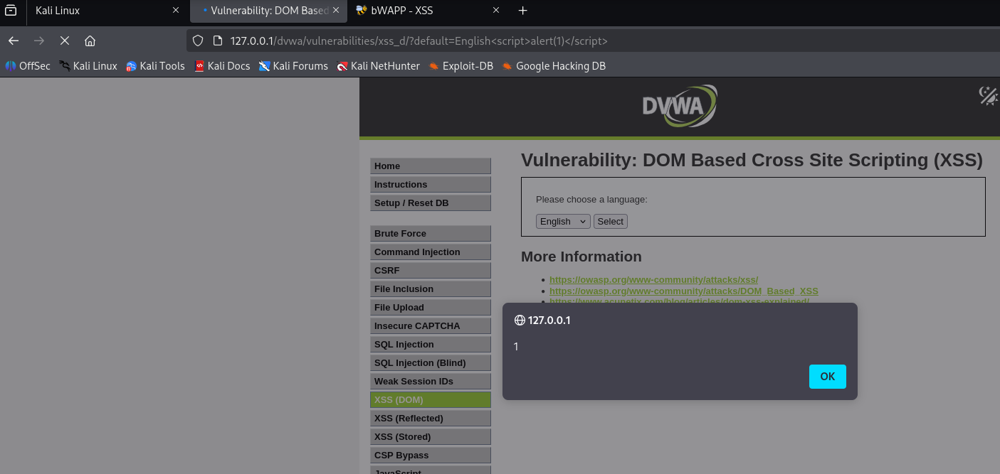 Kali Linux
Vulnerability: DOM Based
bWAPP - XSS
127.0.0.1/dvwa/vulnerabilities/xss_d/?default=English<script>alert(1)</script>
OffSec
Kali Linux
Kali Tools
Kali Docs
Kali Forums
Kali NetHunter
Exploit-DB
Google Hacking DB
DVWA
Home
Instructions
Setup / Reset DB
Brute Force
Command Injection
CSRF
File Inclusion
File Upload
Insecure CAPTCHA
SQL Injection
SQL Injection (Blind)
Weak Session IDs
XSS (DOM)
XSS (Reflected)
XSS (Stored)
CSP Bypass
JavaScript
Vulnerability: DOM Based Cross Site Scripting (XSS)
Please choose a language:
English
Select
More Information
https://owasp.org/www-community/attacks/xss/
https://owasp.org/www-community/attacks/DOM_Based_XSS
https://www.acunetix.com/blog/articles/dom-xss-explained/
127.0.0.1
1
OK